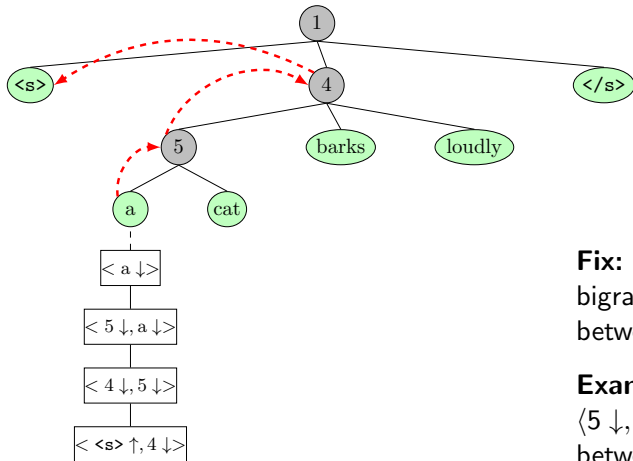 1
<s> 4 </s>
5 barks loudly
a cat
< a ↓>
< 5 ↓, a ↓>
< 4 ↓, 5 ↓>
< <s> ↑, 4 ↓>
Fix:
bigra
betw
Exan
⟨5 ↓,
betw